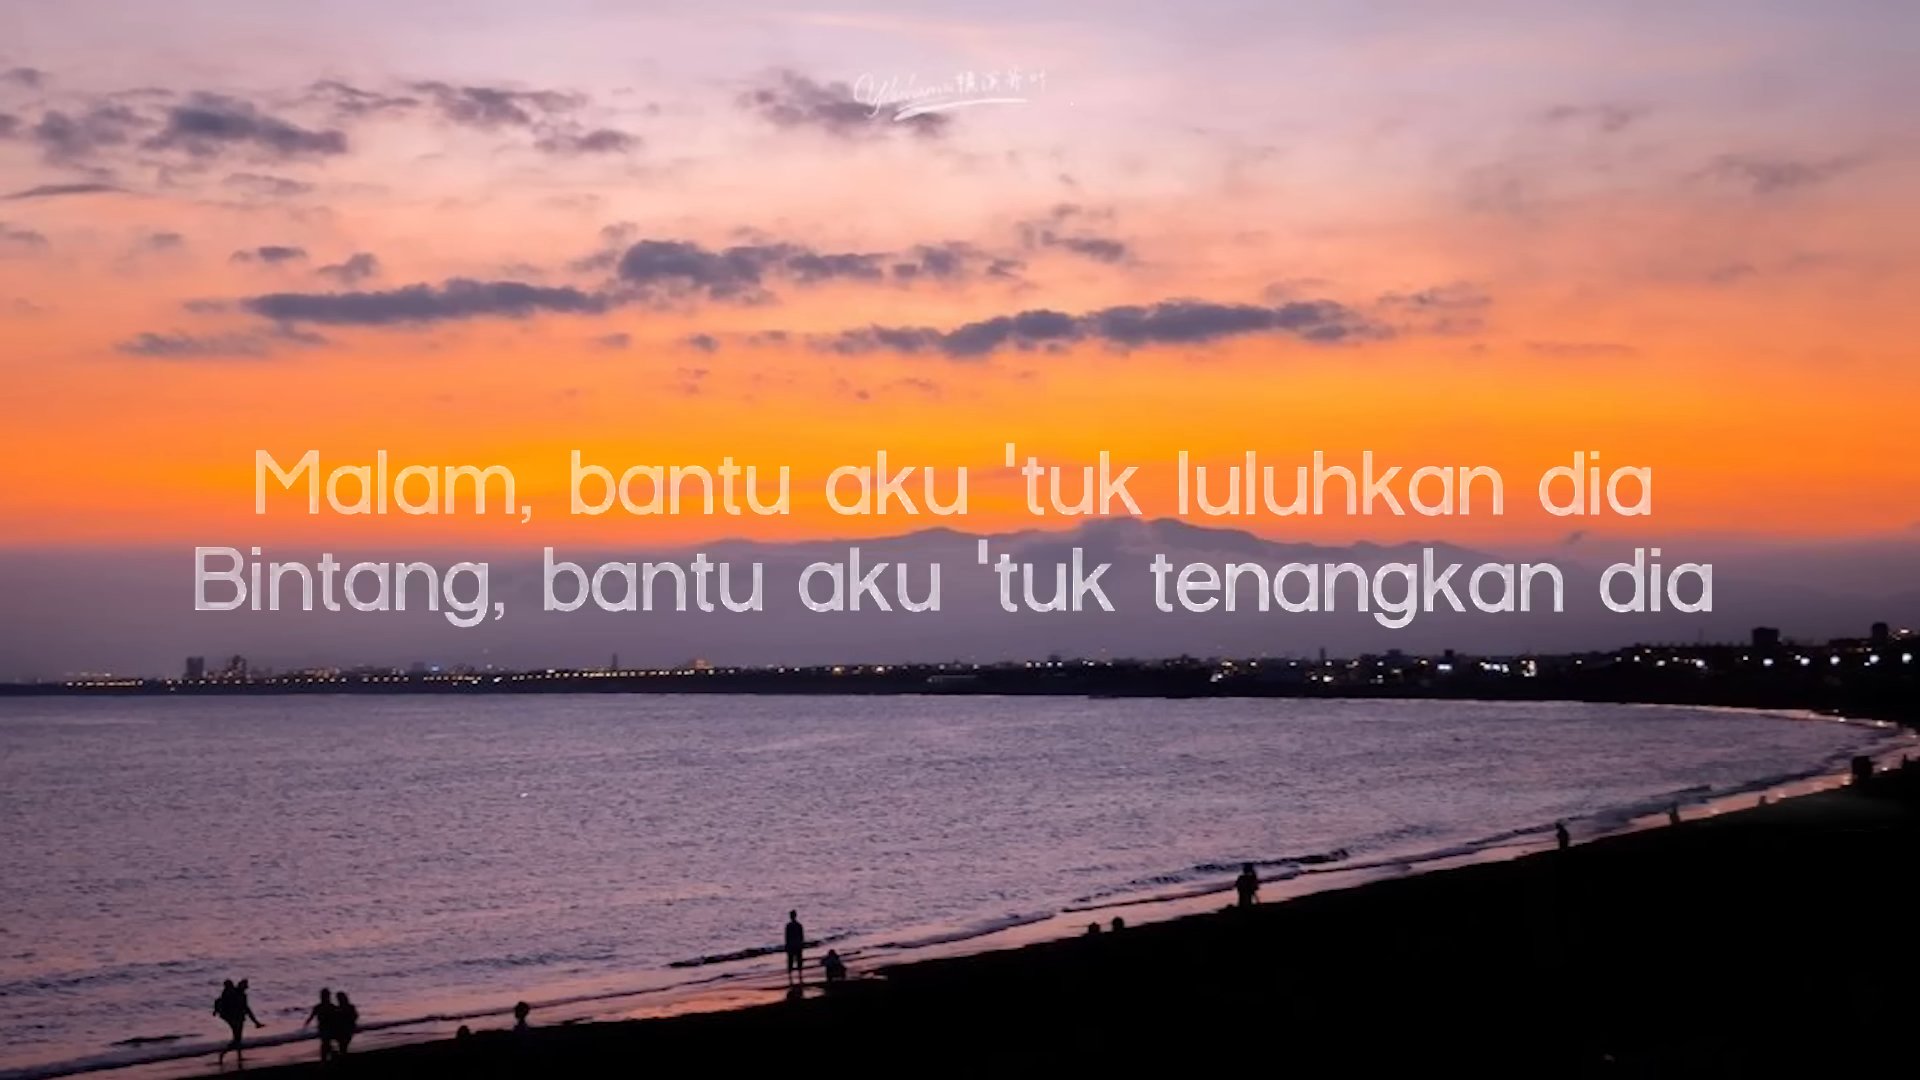 Malam, bantu aku 'tuk luluhkan dia
Bintang, bantu aku 'tuk tenangkan dia